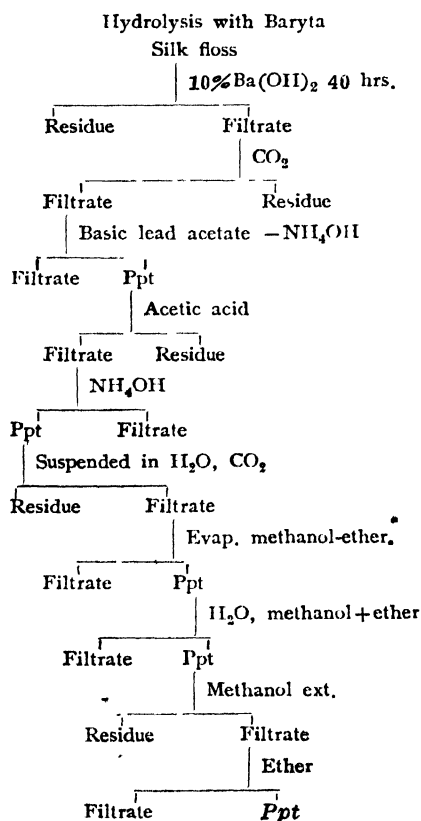 Hydrolysis with Baryta
Silk floss
10% Ba(OH)₂ 40 hrs.
Residue Filtrate
CO₂
Filtrate Residue
Basic lead acetate –NH₄OH
Filtrate Ppt
Acetic acid
Filtrate Residue
NH₄OH
Ppt Filtrate
Suspended in H₂O, CO₂
Residue Filtrate
Evap. methanol-ether.*
Filtrate Ppt
H₂O, methanol+ether
Filtrate Ppt
Methanol ext.
Residue Filtrate
Ether
Filtrate Ppt